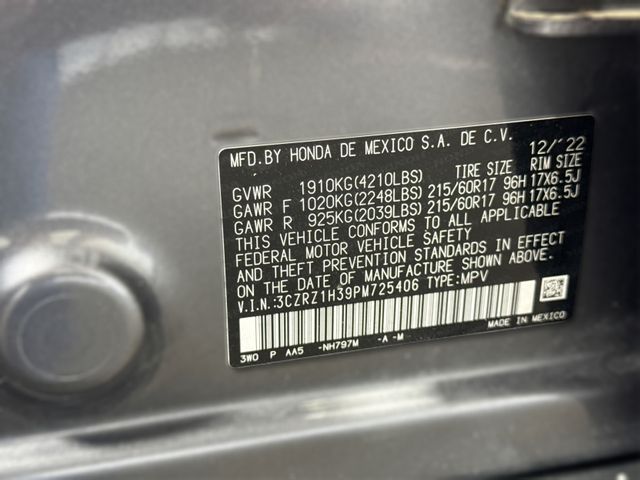 MFD.BY HONDA DE MEXICO S.A. DE C.V. 12/'22
TIRE SIZE RIM SIZE
GVWR 1910KG(4210LBS)
GAWR F 1020KG(2248LBS) 215/60R17 96H 17X6.5J
GAWR R 925KG(2039LBS) 215/60R17 96H 17X6.5J
THIS VEHICLE CONFORMS TO ALL APPLICABLE
FEDERAL MOTOR VEHICLE SAFETY
AND THEFT PREVENTION STANDARDS IN EFFECT
ON THE DATE OF MANUFACTURE SHOWN ABOVE.
V.I.N:3CZRZ1H39PM725406 TYPE:MPV
3WO P AA5 -NH797M -A -M MADE IN MEXICO